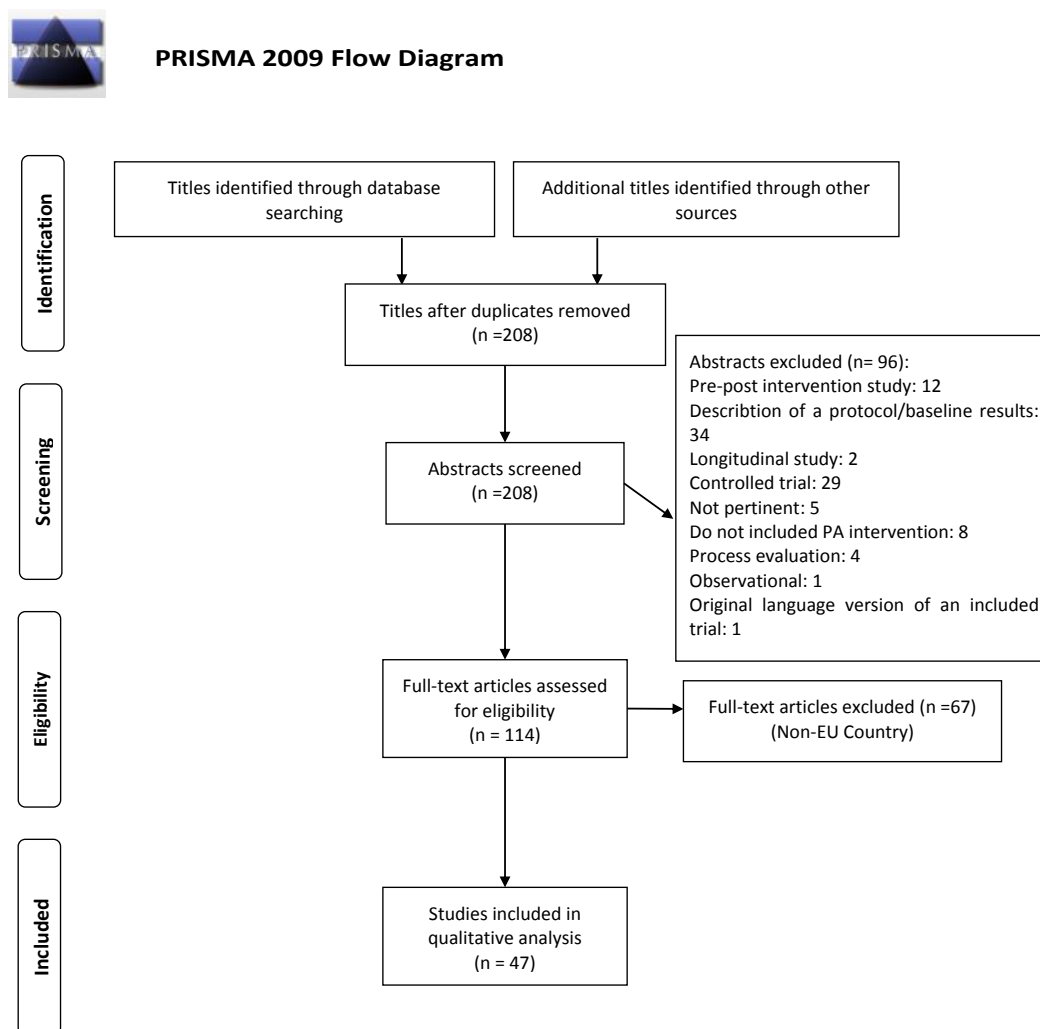 PRISMA
PRISMA 2009 Flow Diagram
Identification
Titles identified through database
searching
Additional titles identified through other
sources
Titles after duplicates removed
(n =208)
Screening
Abstracts screened
(n =208)
Abstracts excluded (n= 96):
Pre-post intervention study: 12
Describtion of a protocol/baseline results:
34
Longitudinal study: 2
Controlled trial: 29
Not pertinent: 5
Do not included PA intervention: 8
Process evaluation: 4
Observational: 1
Original language version of an included
trial: 1
Eligibility
Full-text articles assessed
for eligibility
(n = 114)
Full-text articles excluded (n =67)
(Non-EU Country)
Included
Studies included in
qualitative analysis
(n = 47)